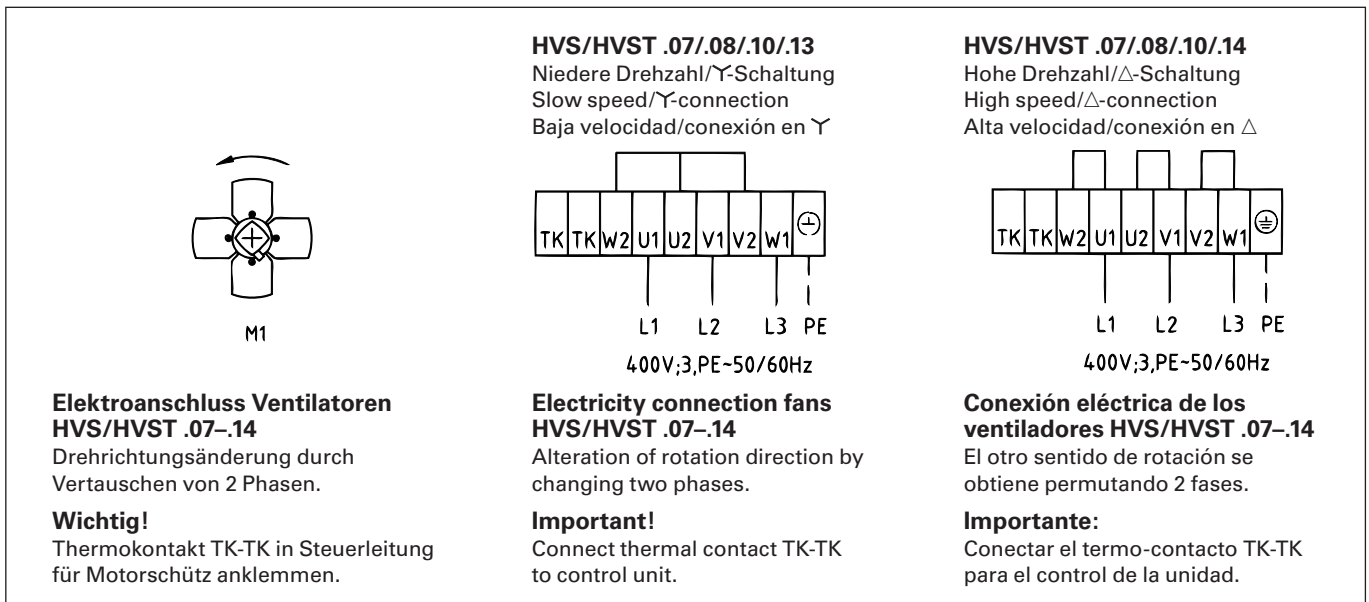 HVS/HVST .07/.08/.10/.13
Niedere Drehzahl/Y-Schaltung
Slow speed/Y-connection
Baja velocidad/conexión en Y
TK TK W2 U1 U2 V1 V2 W1
L1 L2 L3 PE
400V;3,PE~50/60Hz
HVS/HVST .07/.08/.10/.14
Hohe Drehzahl/△-Schaltung
High speed/△-connection
Alta velocidad/conexión en △
TK TK W2 U1 U2 V1 V2 W1
L1 L2 L3 PE
400V;3,PE~50/60Hz
M1
Elektroanschluss Ventilatoren
HVS/HVST .07–.14
Drehrichtungsänderung durch
Vertauschen von 2 Phasen.
Wichtig!
Thermokontakt TK-TK in Steuerleitung
für Motorschütz anklemmen.
Electricity connection fans
HVS/HVST .07–.14
Alteration of rotation direction by
changing two phases.
Important!
Connect thermal contact TK-TK
to control unit.
Conexión eléctrica de los
ventiladores HVS/HVST .07–.14
El otro sentido de rotación se
obtiene permutando 2 fases.
Importante:
Conectar el termo-contacto TK-TK
para el control de la unidad.